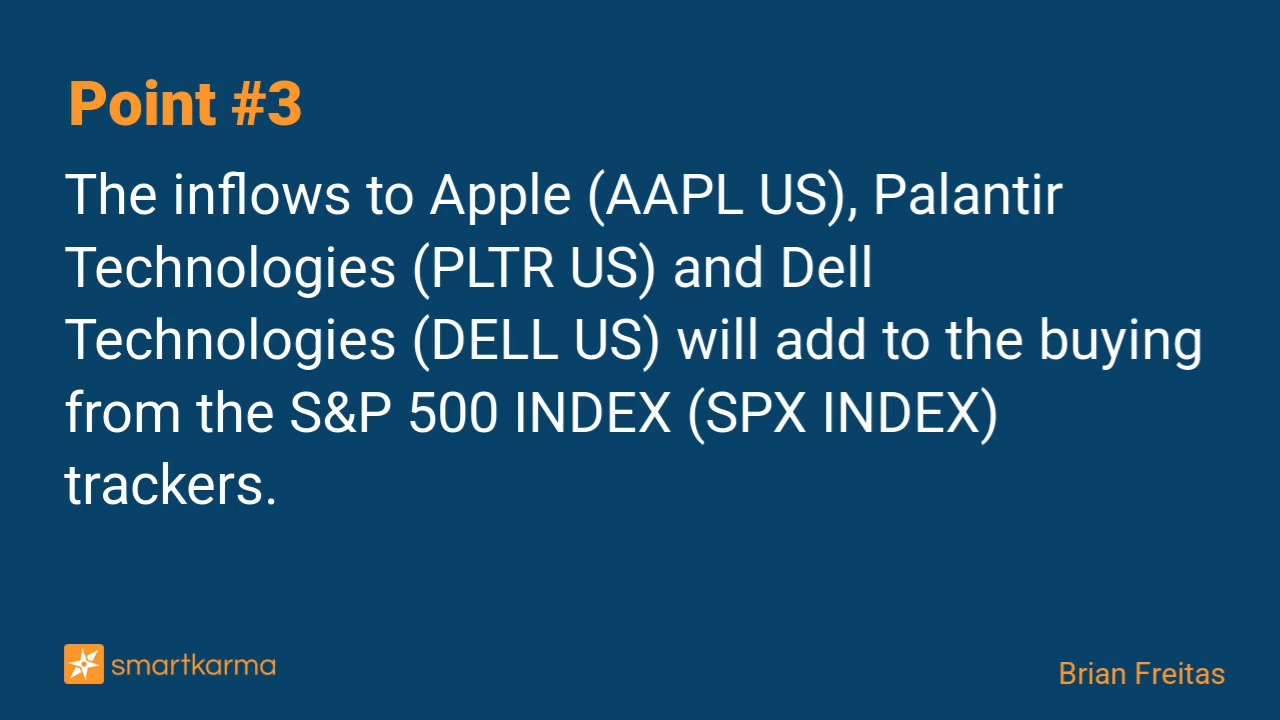 Point #3
The inflows to Apple (AAPL US), Palantir
Technologies (PLTR US) and Dell
Technologies (DELL US) will add to the buying
from the S&P 500 INDEX (SPX INDEX)
trackers.
smartkarma
Brian Freitas